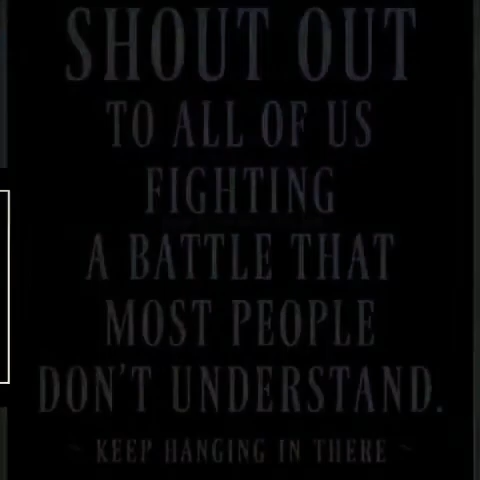 SHOUT OUT
TO ALL OF US
FIGHTING
A BATTLE THAT
MOST PEOPLE
DON'T UNDERSTAND.
~ KEEP HANGING IN THERE ~